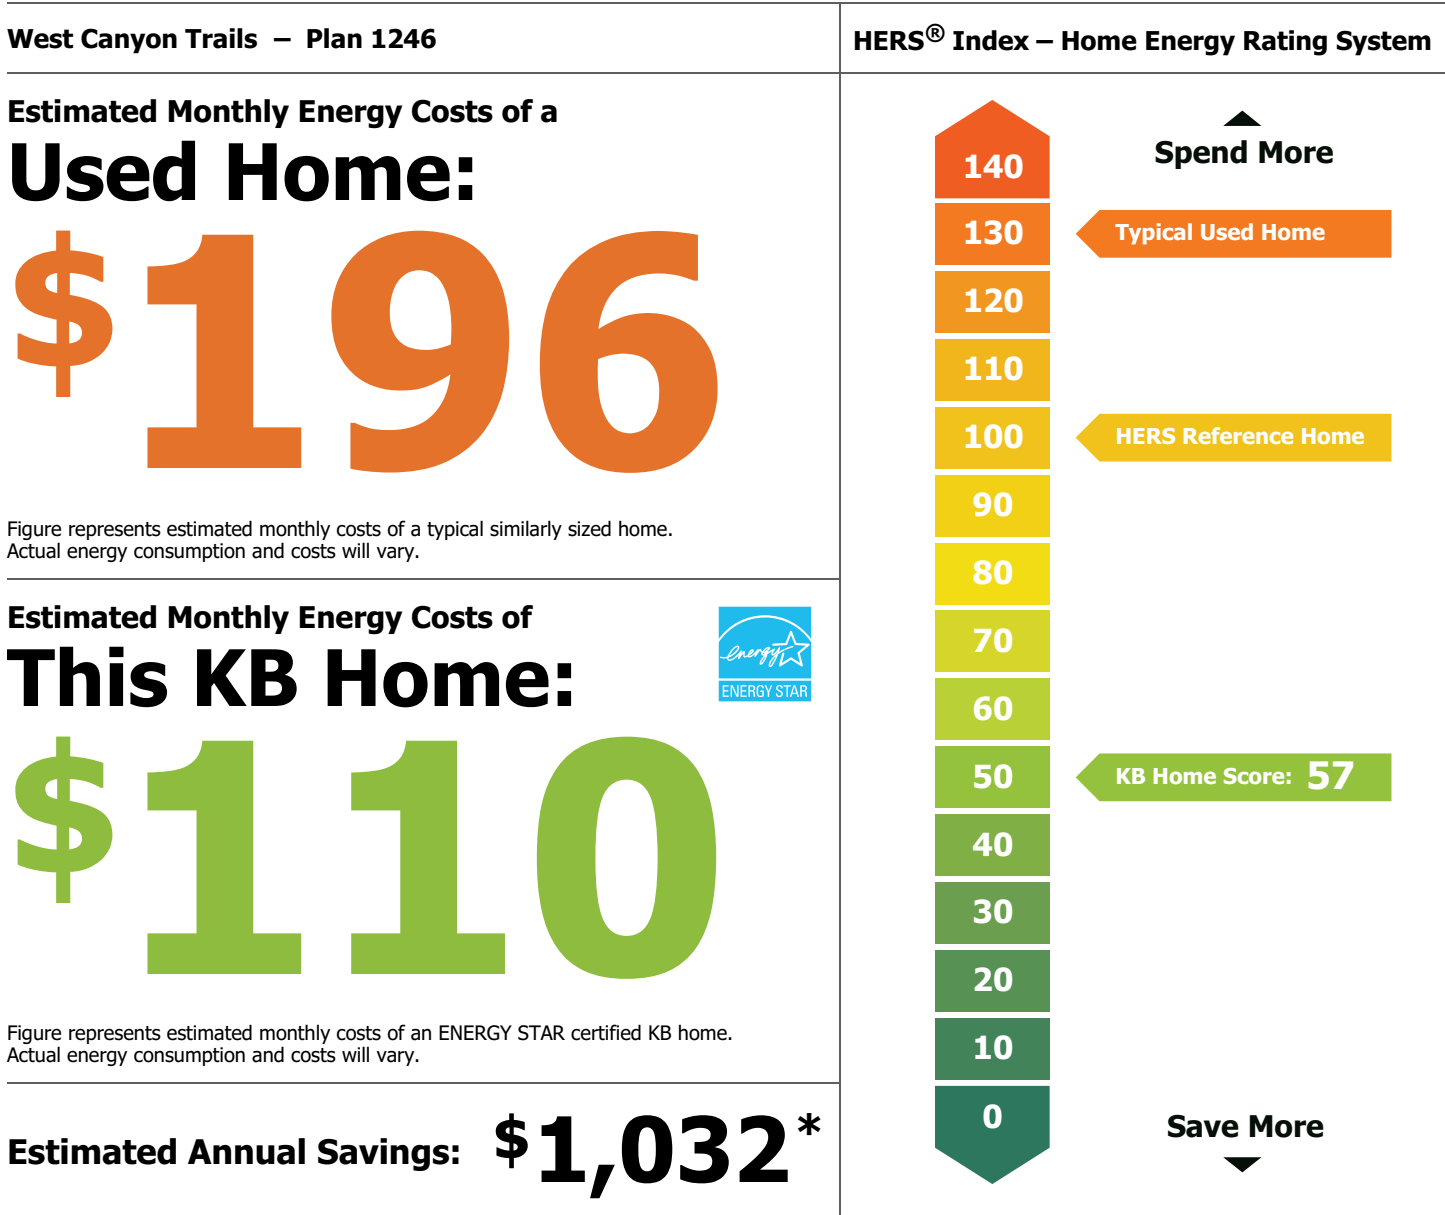 West Canyon Trails – Plan 1246
Estimated Monthly Energy Costs of a
Used Home:
$196
Figure represents estimated monthly costs of a typical similarly sized home.
Actual energy consumption and costs will vary.
Estimated Monthly Energy Costs of
This KB Home:
energy
ENERGY STAR
$110
Figure represents estimated monthly costs of an ENERGY STAR certified KB home.
Actual energy consumption and costs will vary.
Estimated Annual Savings: $1,032*
HERS® Index – Home Energy Rating System
Spend More
140
130 Typical Used Home
120
110
100 HERS Reference Home
90
80
70
60
50 KB Home Score: 57
40
30
20
10
0
Save More